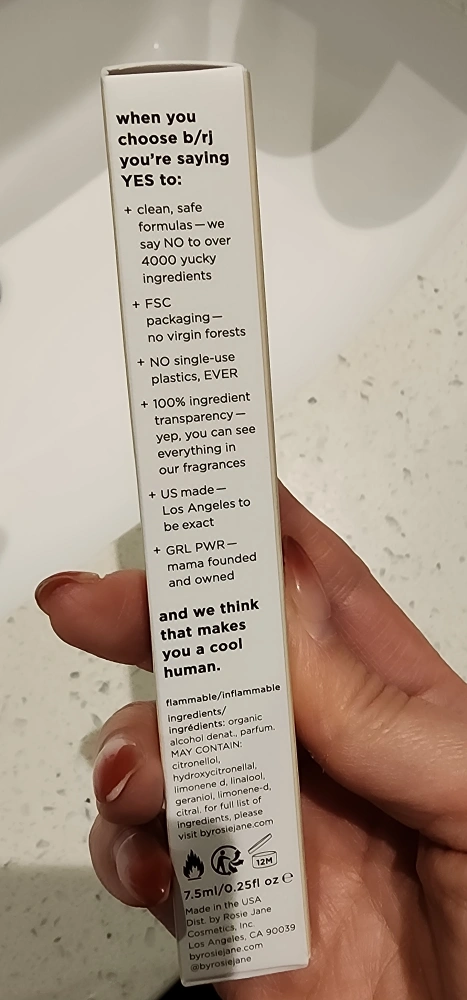 when you
choose b/rj
you're saying
YES to:
+ clean, safe
formulas—we
say NO to over
4000 yucky
ingredients
+ FSC
packaging—
no virgin forests
+ NO single-use
plastics, EVER
+ 100% ingredient
transparency—
yep, you can see
everything in
our fragrances
+ US made—
Los Angeles to
be exact
+ GRL PWR—
mama founded
and owned
and we think
that makes
you a cool
human.
flammable/inflammable
ingredients/
ingrédients: organic
alcohol denat., parfum.
MAY CONTAIN:
citronellol,
hydroxycitronellal,
limonene d, linalool,
geraniol, limonene-d,
citral. for full list of
ingredients, please
visit byrosiejane.com
12M
7.5ml/0.25fl oz ℮
Made in the USA
Dist. by Rosie Jane
Cosmetics, Inc.
Los Angeles, CA 90039
byrosiejane.com
@byrosiejane